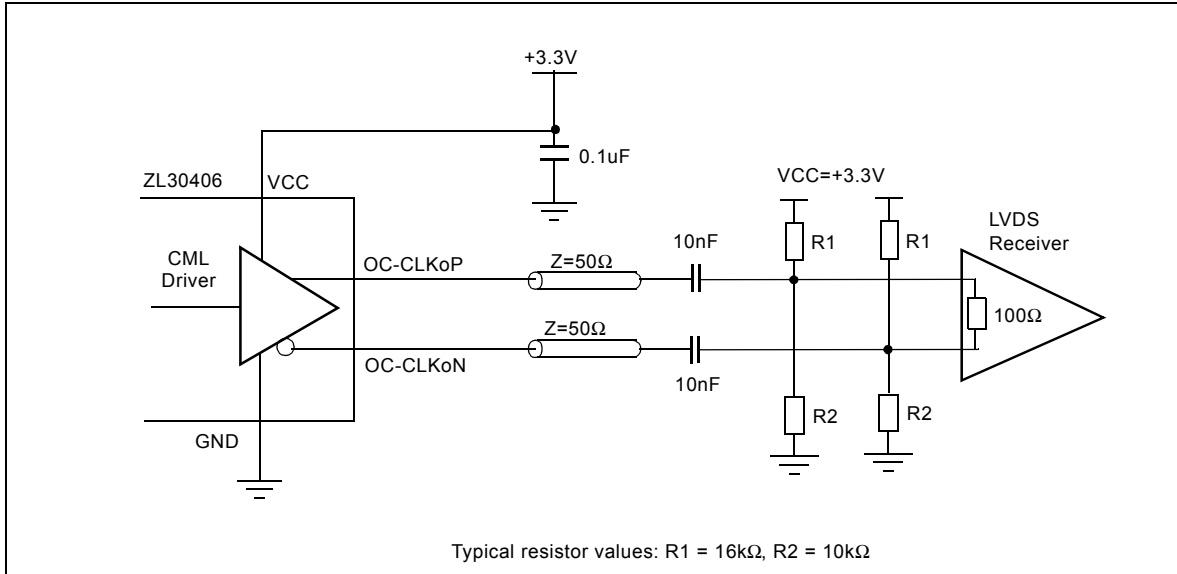 +3.3V
0.1uF
ZL30406
VCC
VCC=+3.3V
LVDS
Receiver
10nF
R1
R1
CML
Driver
OC-CLKoP
Z=50Ω
100Ω
Z=50Ω
OC-CLKoN
10nF
R2
R2
GND
Typical resistor values: R1 = 16kΩ, R2 = 10kΩ